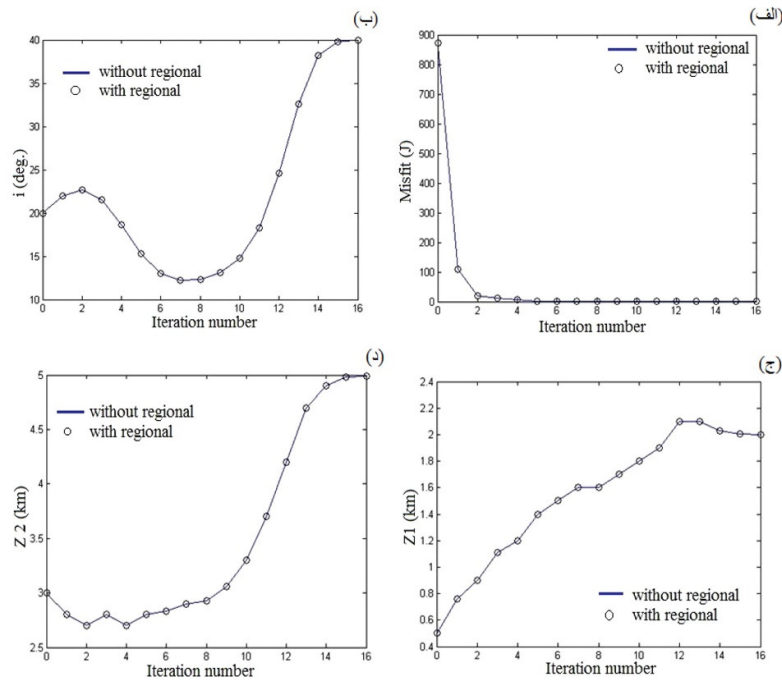 (الف)
900
800
700
600
500
400
300
200
100
0
0 2 4 6 8 10 12 14 16
Misfit (J)
Iteration number
without regional
with regional
(ب)
40
35
30
25
20
15
10
0 2 4 6 8 10 12 14 16
i (deg.)
Iteration number
without regional
with regional
(ج)
2.4
2.2
2
1.8
1.6
1.4
1.2
1
0.8
0.6
0.4
0 2 4 6 8 10 12 14 16
Z1 (km)
Iteration number
without regional
with regional
(د)
5
4.5
4
3.5
3
2.5
0 2 4 6 8 10 12 14 16
Z 2 (km)
Iteration number
without regional
with regional